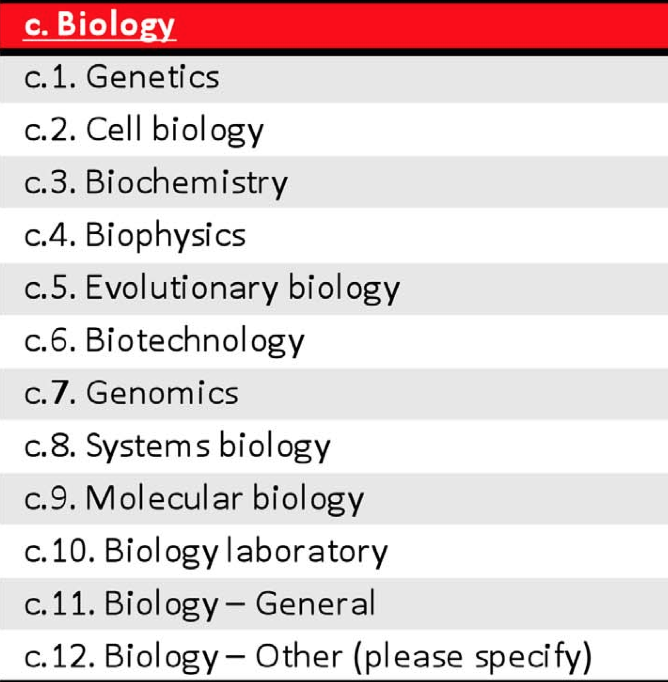 c. Biology
c.1. Genetics
c.2. Cell biology
c.3. Biochemistry
c.4. Biophysics
c.5. Evolutionary biology
c.6. Biotechnology
c.7. Genomics
c.8. Systems biology
c.9. Molecular biology
c.10. Biology laboratory
c.11. Biology – General
c.12. Biology – Other (please specify)